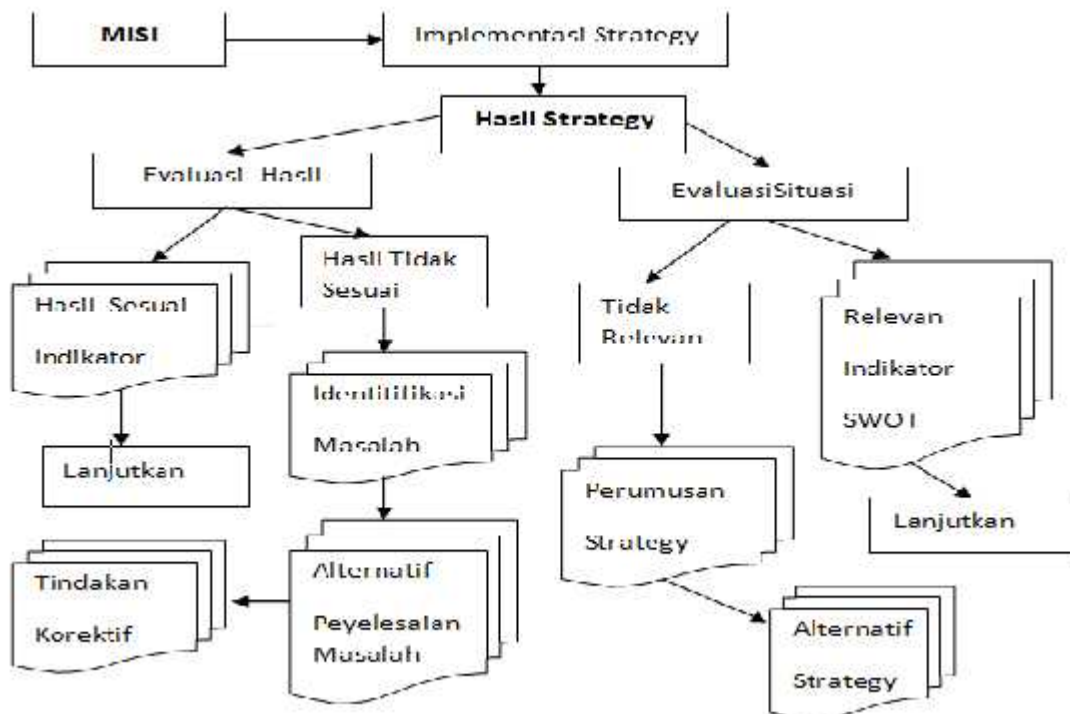 MISI
Implementasi Strategy
Hasil Strategy
Evaluasi Hasil
EvaluasiSituasi
Hasil Sesuai
Indikator
Hasil Tidak
Sesuai
Tidak
Relevan
Relevan
Indikator
SWOT
Lanjutkan
Identitifikasi
Masalah
Perumusan
Strategy
Lanjutkan
Tindakan
Korektif
Alternatif
Peyelesaian
Masalah
Alternatif
Strategy